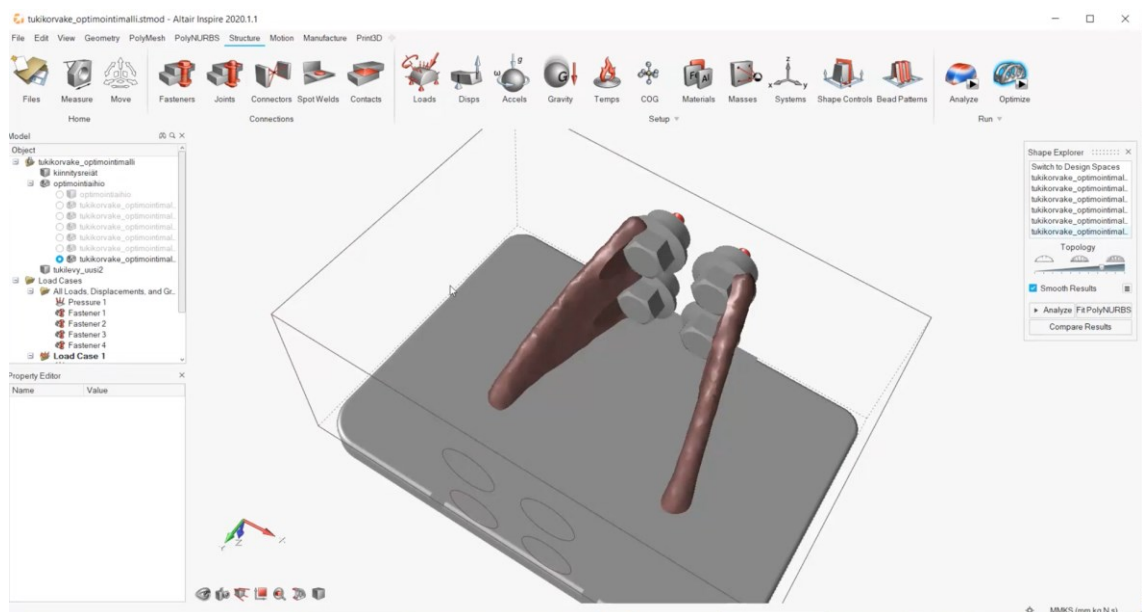 tukikorvake_optimointimalli.stmod - Altair Inspire 2020.1.1
File Edit View Geometry PolyMesh PolyNURBS Structure Motion Manufacture Print3D
Files Measure Move Fasteners Joints Connectors Spot Welds Contacts Loads Disps Accels Gravity Temps COG Materials Masses Systems Shape Controls Bead Patterns Analyze Optimize
Home Connections Setup Run
Model
Object
tukikorvake_optimointimalli
kiinnitysreiät
optimointiaihio
optimointiaihio
tukikorvake_optimointimal..
tukikorvake_optimointimal..
tukikorvake_optimointimal..
tukikorvake_optimointimal..
tukikorvake_optimointimal..
tukikorvake_optimointimal..
tukilevy_uusi2
Load Cases
All Loads, Displacements, and Gr..
Pressure 1
Fastener 1
Fastener 2
Fastener 3
Fastener 4
Load Case 1
Property Editor
Name Value
Shape Explorer
Switch to Design Spaces
tukikorvake_optimointimal..
tukikorvake_optimointimal..
tukikorvake_optimointimal..
tukikorvake_optimointimal..
tukikorvake_optimointimal..
tukikorvake_optimointimal..
Topology
Smooth Results
Analyze Fit PolyNURBS
Compare Results
Y Z X
MMKS (mm kg N s)